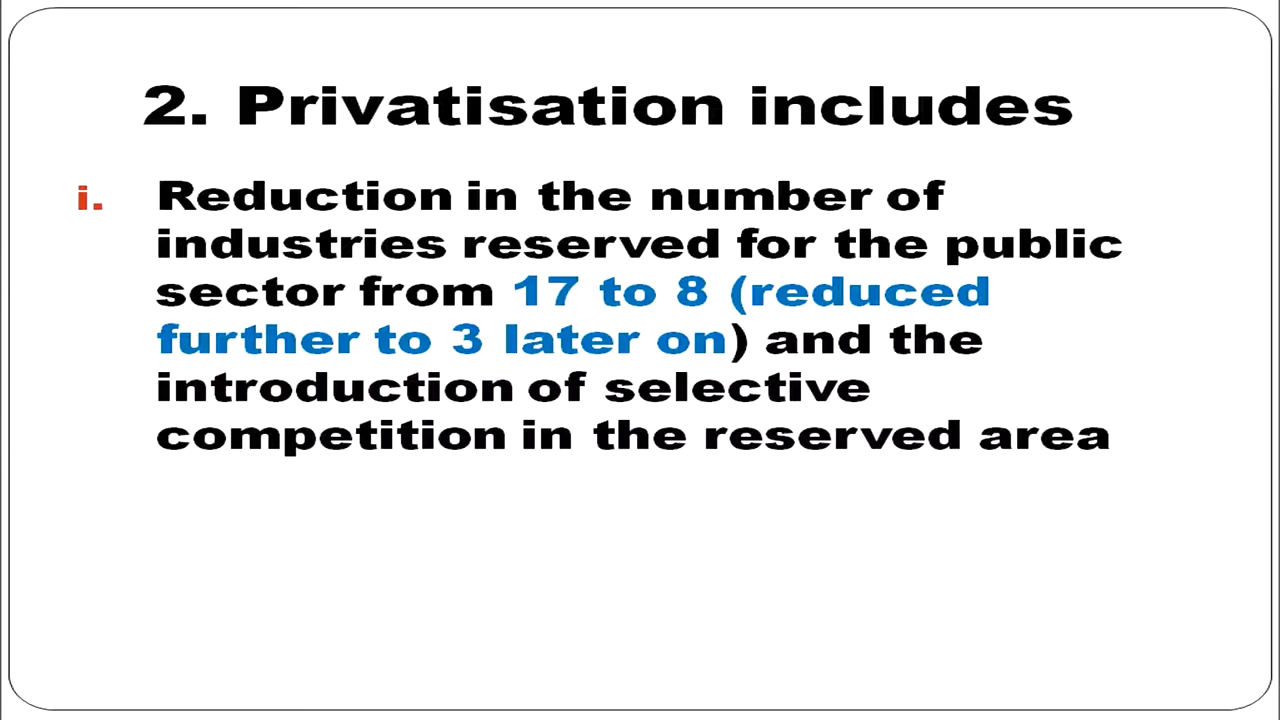 2. Privatisation includes
i. Reduction in the number of
industries reserved for the public
sector from 17 to 8 (reduced
further to 3 later on) and the
introduction of selective
competition in the reserved area